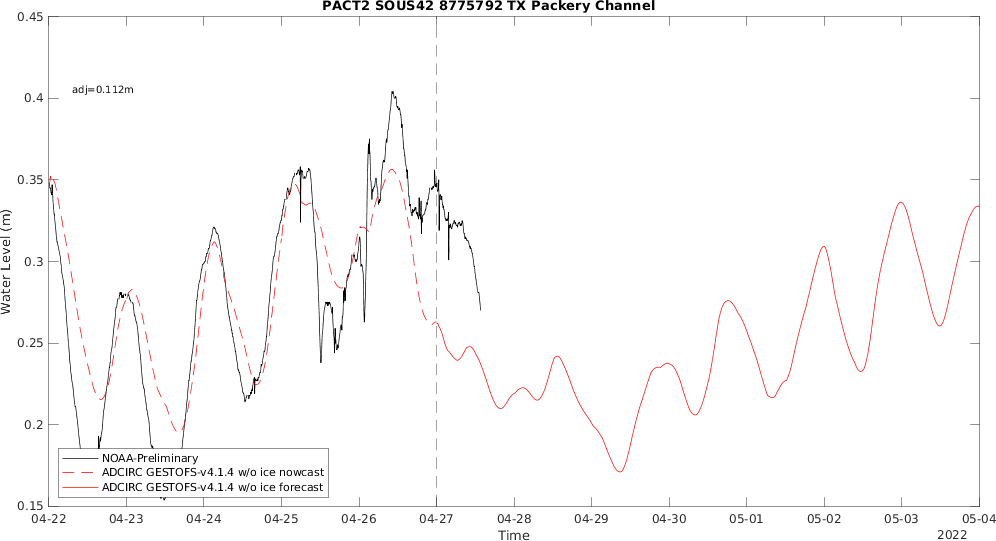 PACT2 SOUS42 8775792 TX Packery Channel
0.45
adj=0.112m
0.4
0.35
0.3
0.25
0.2
0.15
Water Level (m)
NOAA-Preliminary
ADCIRC GESTOFS-v4.1.4 w/o ice nowcast
ADCIRC GESTOFS-v4.1.4 w/o ice forecast
04-22 04-23 04-24 04-25 04-26 04-27 04-28 04-29 04-30 05-01 05-02 05-03 05-04
Time
2022